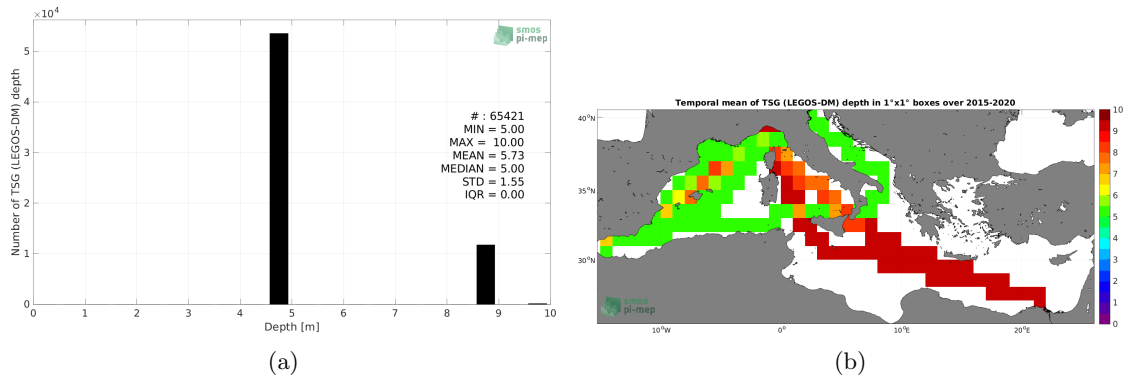 ×10⁴
5
4
3
2
1
0
Number of TSG (LEGOS-DM) depth
smos
pi-mep
# : 65421
MIN = 5.00
MAX = 10.00
MEAN = 5.73
MEDIAN = 5.00
STD = 1.55
IQR = 0.00
0 1 2 3 4 5 6 7 8 9 10
Depth [m]
(a)
Temporal mean of TSG (LEGOS-DM) depth in 1°x1° boxes over 2015-2020
40°N
35°N
30°N
smos
pi-mep
10°W 0° 10°E 20°E
10
9
8
7
6
5
4
3
2
1
0
(b)